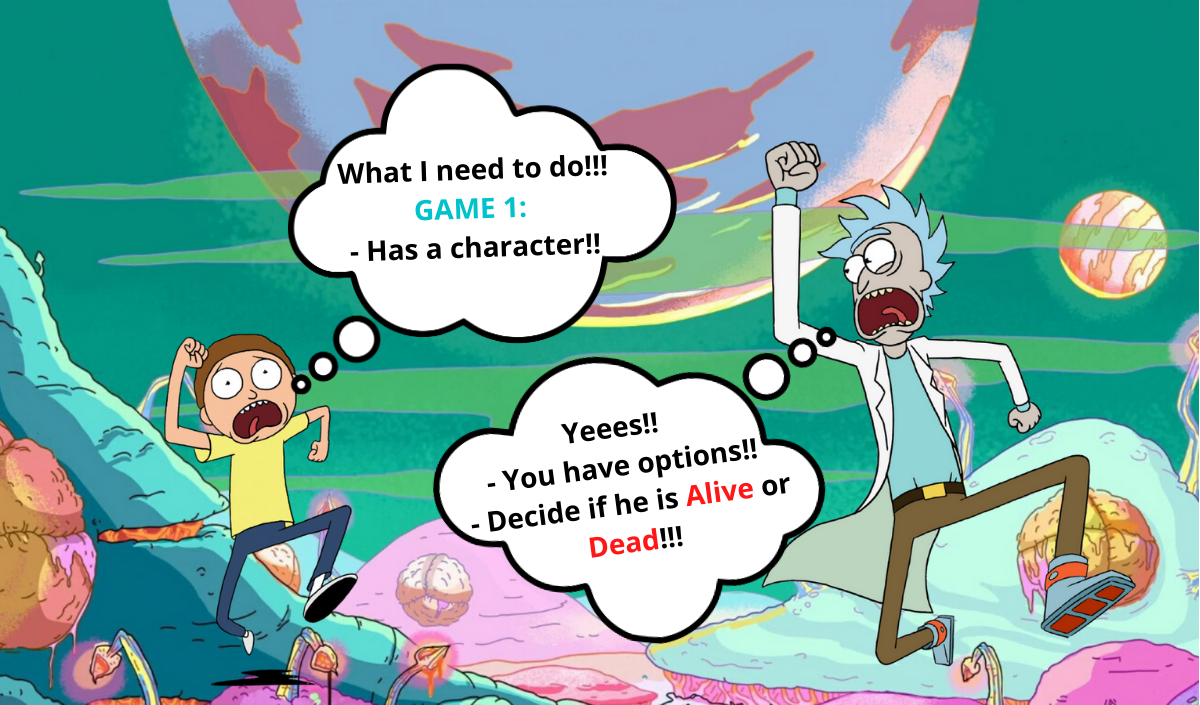 What I need to do!!!
GAME 1:
- Has a character!!
Yeees!!
- You have options!!
- Decide if he is Alive or
Dead!!!